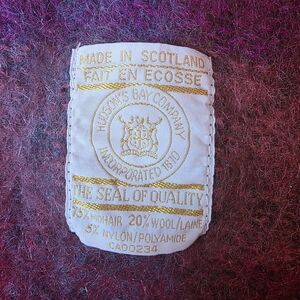 MADE IN SCOTLAND
FAIT EN ECOSSE
HUDSON'S BAY COMPANY
INCORPORATED 1670
THE SEAL OF QUALITY
75% MOHAIR 20% WOOL/LAINE
5% NYLON/POLYAMIDE
CA00234